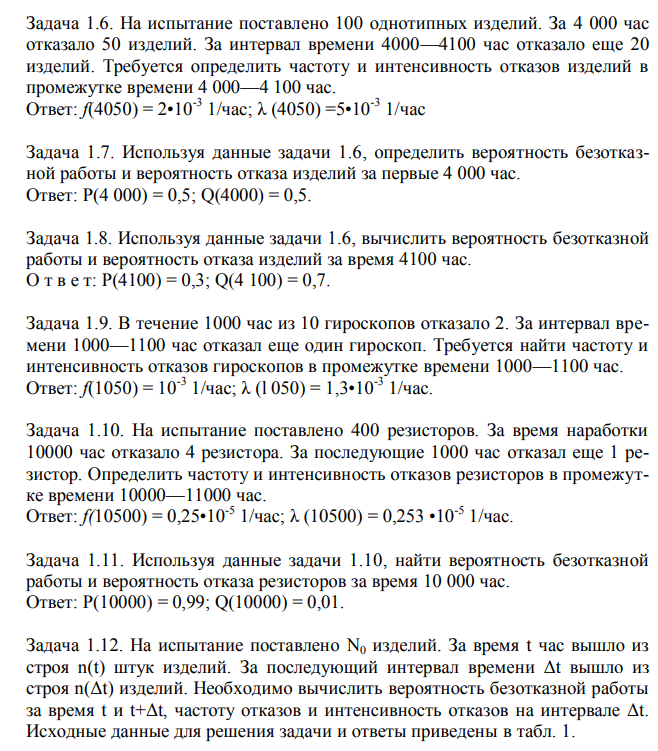 Задача 1.6. На испытание поставлено 100 однотипных изделий. За 4 000 час
отказало 50 изделий. За интервал времени 4000—4100 час отказало еще 20
изделий. Требуется определить частоту и интенсивность отказов изделий в
промежутке времени 4 000—4 100 час.
Ответ: f(4050) = 2•10⁻³ 1/час; λ (4050) =5•10⁻³ 1/час
Задача 1.7. Используя данные задачи 1.6, определить вероятность безотказ-
ной работы и вероятность отказа изделий за первые 4 000 час.
Ответ: P(4 000) = 0,5; Q(4000) = 0,5.
Задача 1.8. Используя данные задачи 1.6, вычислить вероятность безотказной
работы и вероятность отказа изделий за время 4100 час.
О т в е т: P(4100) = 0,3; Q(4 100) = 0,7.
Задача 1.9. В течение 1000 час из 10 гироскопов отказало 2. За интервал вре-
мени 1000—1100 час отказал еще один гироскоп. Требуется найти частоту и
интенсивность отказов гироскопов в промежутке времени 1000—1100 час.
Ответ: f(1050) = 10⁻³ 1/час; λ (l 050) = 1,3•10⁻³ 1/час.
Задача 1.10. На испытание поставлено 400 резисторов. За время наработки
10000 час отказало 4 резистора. За последующие 1000 час отказал еще 1 ре-
зистор. Определить частоту и интенсивность отказов резисторов в промежут-
ке времени 10000—11000 час.
Ответ: f(10500) = 0,25•10⁻⁵ 1/час; λ (10500) = 0,253 •10⁻⁵ 1/час.
Задача 1.11. Используя данные задачи 1.10, найти вероятность безотказной
работы и вероятность отказа резисторов за время 10 000 час.
Ответ: P(10000) = 0,99; Q(10000) = 0,01.
Задача 1.12. На испытание поставлено N₀ изделий. За время t час вышло из
строя n(t) штук изделий. За последующий интервал времени Δt вышло из
строя n(Δt) изделий. Необходимо вычислить вероятность безотказной работы
за время t и t+Δt, частоту отказов и интенсивность отказов на интервале Δt.
Исходные данные для решения задачи и ответы приведены в табл. 1.